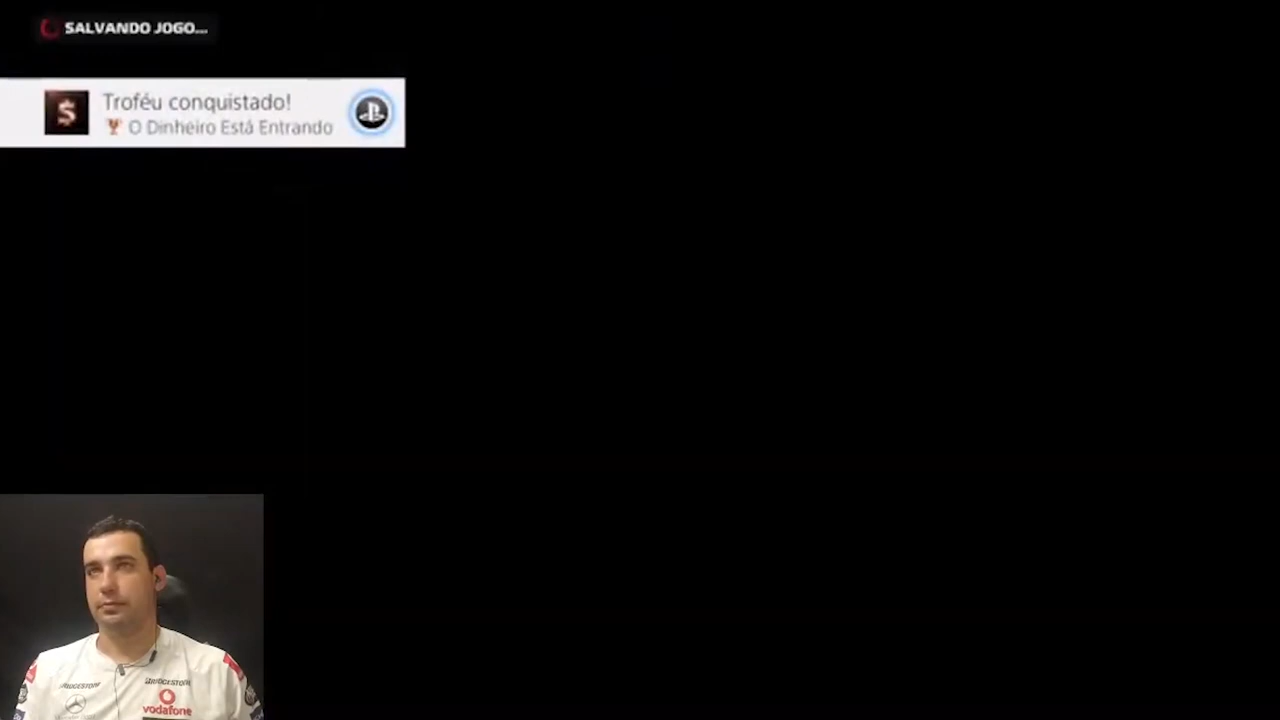 SALVANDO JOGO...
Troféu conquistado!
O Dinheiro Está Entrando
BRIDGESTONE
BRIDGESTONE
vodafone